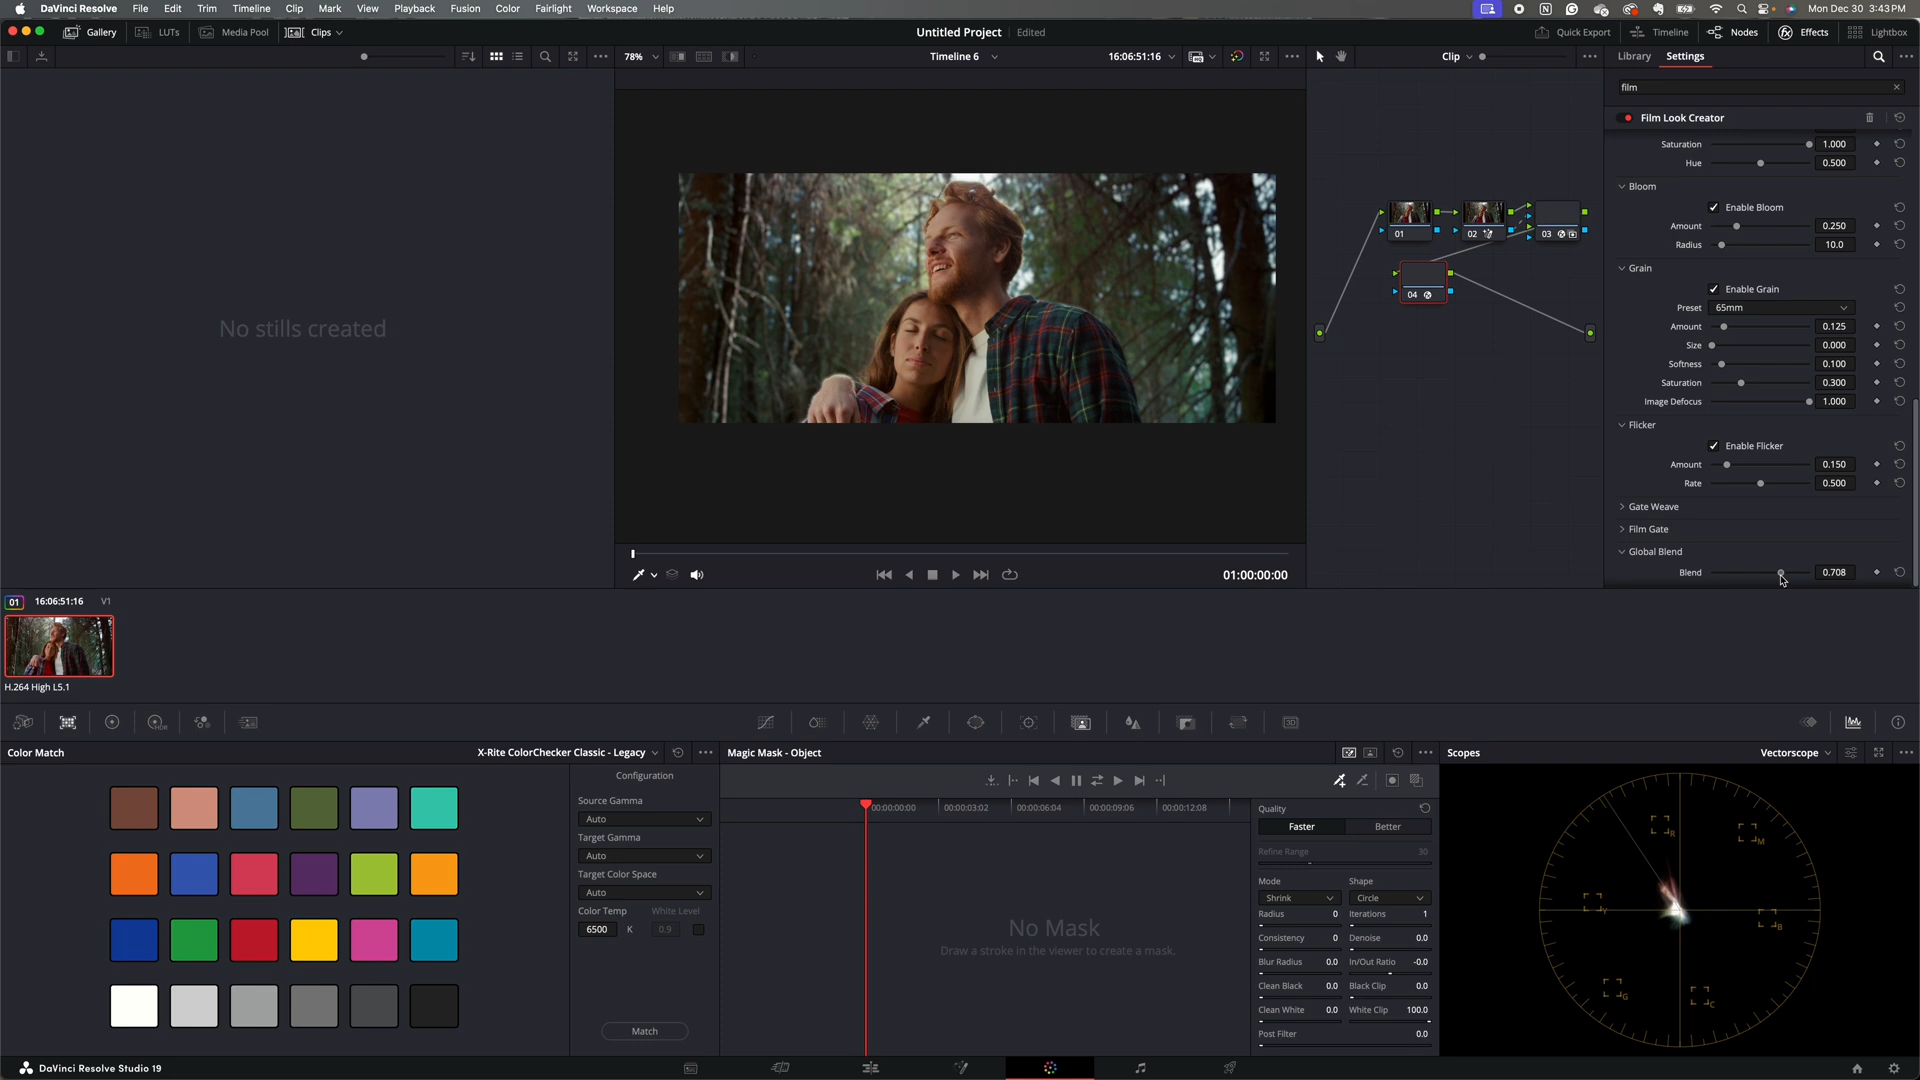 DaVinci Resolve File Edit Trim Timeline Clip Mark View Playback Fusion Color Fairlight Workspace Help Mon Dec 30 3:43 PM
Gallery LUTs Media Pool Clips Untitled Project Edited Quick Export Timeline Nodes Effects Lightbox
78% Timeline 6 16:06:51:16 Clip Library Settings
film
Film Look Creator
Saturation 1.000
Hue 0.500
Bloom
Enable Bloom
Amount 0.250
Radius 10.0
Grain
Enable Grain
Preset 65mm
Amount 0.125
Size 0.000
Softness 0.100
Saturation 0.300
Image Defocus 1.000
Flicker
Enable Flicker
Amount 0.150
Rate 0.500
Gate Weave
Film Gate
Global Blend
Blend 0.708
No stills created
01 02 03
04
01:00:00:00
01 16:06:51:16 V1
H.264 High L5.1
Color Match X-Rite ColorChecker Classic - Legacy
Configuration
Source Gamma
Auto
Target Gamma
Auto
Target Color Space
Auto
Color Temp White Level
6500 K 0.9
Match
Magic Mask - Object
00:00:00:00 00:00:03:02 00:00:06:04 00:00:09:06 00:00:12:08
No Mask
Draw a stroke in the viewer to create a mask.
Quality
Faster Better
Refine Range 30
Mode Shape
Shrink Circle
Radius 0 Iterations 1
Consistency 0 Denoise 0.0
Blur Radius 0.0 In/Out Ratio -0.0
Clean Black 0.0 Black Clip 0.0
Clean White 0.0 White Clip 100.0
Post Filter 0.0
Scopes Vectorscope
R M
Y B
G C
DaVinci Resolve Studio 19